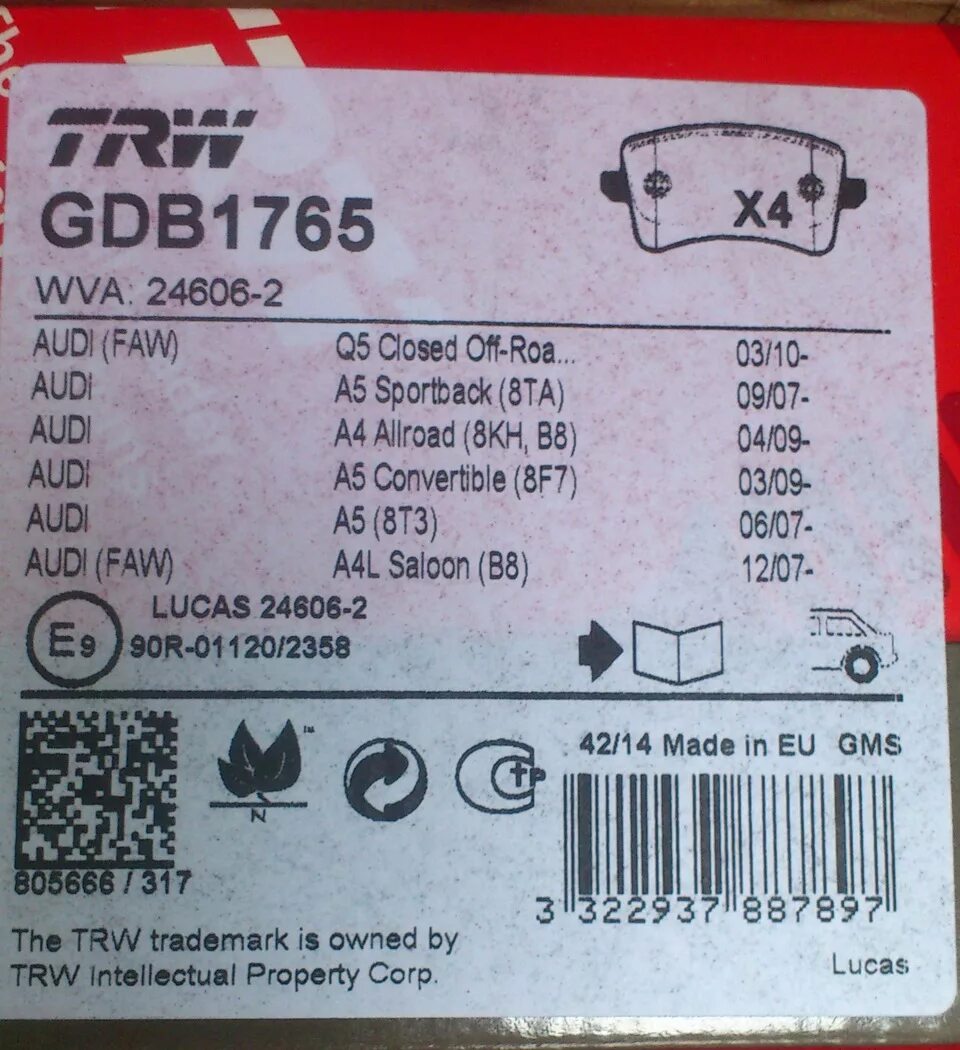 TRW
GDB1765
X4
WVA: 24606-2
AUDI (FAW) Q5 Closed Off-Roa... 03/10-
AUDI A5 Sportback (8TA) 09/07-
AUDI A4 Allroad (8KH, B8) 04/09-
AUDI A5 Convertible (8F7) 03/09-
AUDI A5 (8T3) 06/07-
AUDI (FAW) A4L Saloon (B8) 12/07-
E9
LUCAS 24606-2
90R-01120/2358
N ™
CTP
42/14 Made in EU GMS
805666 / 317
3 322937 887897
The TRW trademark is owned by
TRW Intellectual Property Corp.
Lucas